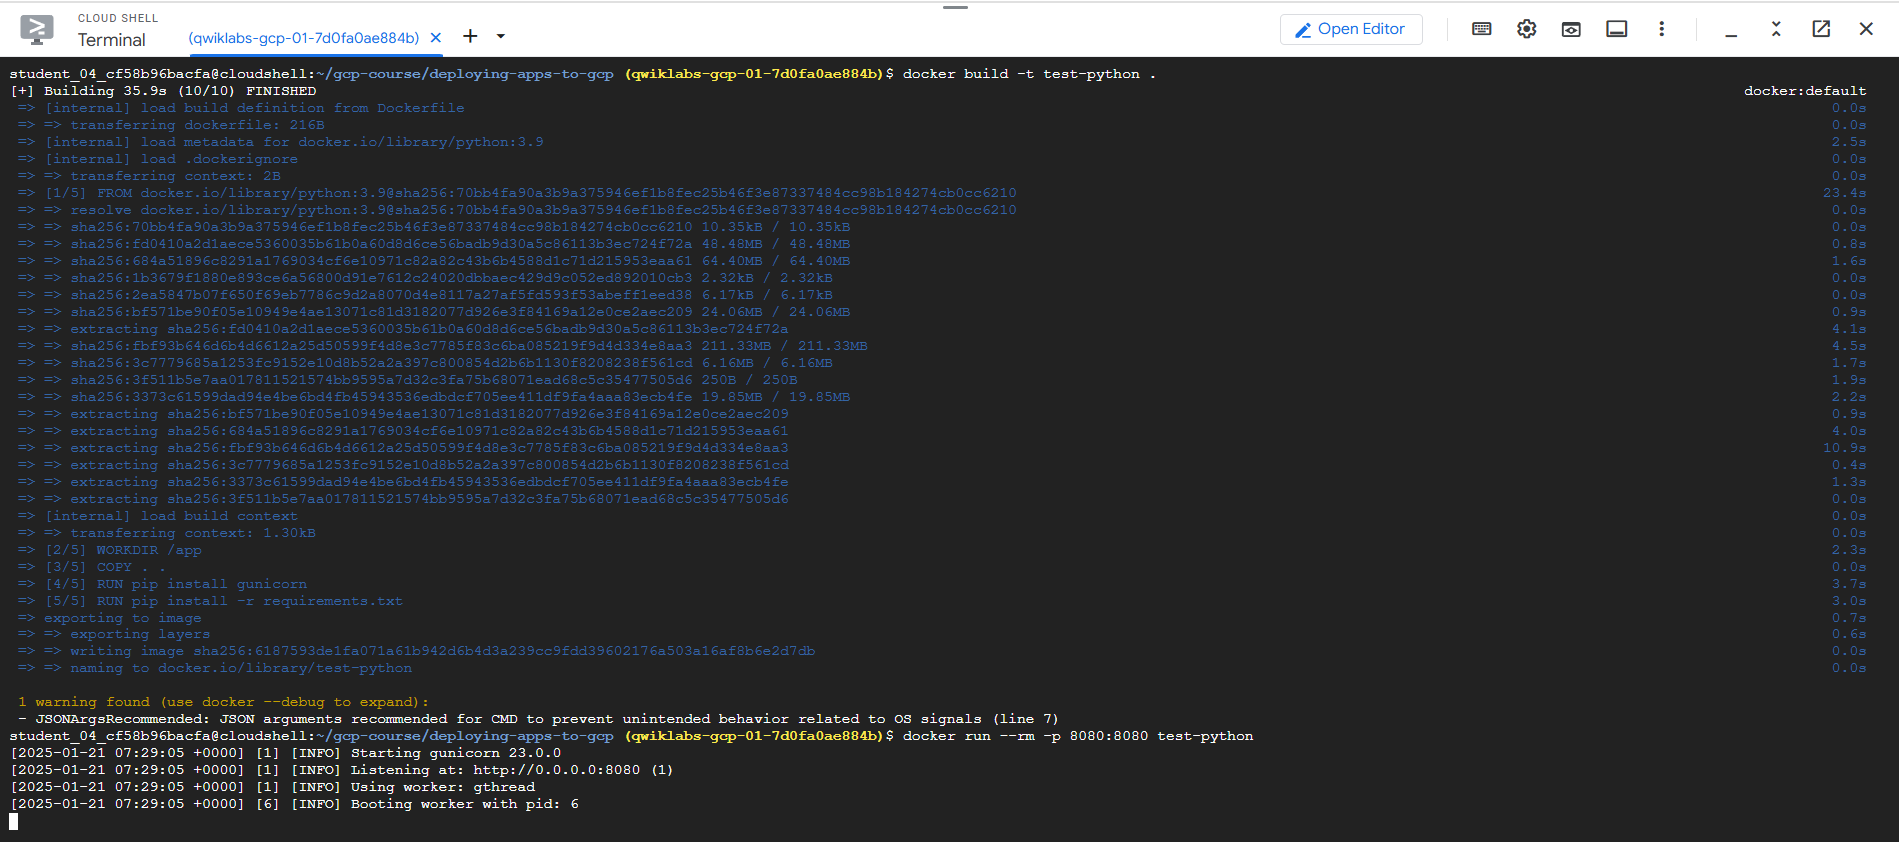 CLOUD SHELL
Terminal
(qwiklabs-gcp-01-7d0fa0ae884b)
Open Editor
student_04_cf58b96bacfa@cloudshell:~/gcp-course/deploying-apps-to-gcp (qwiklabs-gcp-01-7d0fa0ae884b)$ docker build -t test-python .
[+] Building 35.9s (10/10) FINISHED docker:default
=> [internal] load build definition from Dockerfile 0.0s
=> => transferring dockerfile: 216B 0.0s
=> [internal] load metadata for docker.io/library/python:3.9 2.5s
=> [internal] load .dockerignore 0.0s
=> => transferring context: 2B 0.0s
=> [1/5] FROM docker.io/library/python:3.9@sha256:70bb4fa90a3b9a375946ef1b8fec25b46f3e87337484cc98b184274cb0cc6210 23.4s
=> => resolve docker.io/library/python:3.9@sha256:70bb4fa90a3b9a375946ef1b8fec25b46f3e87337484cc98b184274cb0cc6210 0.0s
=> => sha256:70bb4fa90a3b9a375946ef1b8fec25b46f3e87337484cc98b184274cb0cc6210 10.35kB / 10.35kB 0.0s
=> => sha256:fd0410a2d1aece5360035b61b0a60d8d6ce56badb9d30a5c86113b3ec724f72a 48.48MB / 48.48MB 0.8s
=> => sha256:684a51896c8291a1769034cf6e10971c82a82c43b6b4588d1c71d215953eaa61 64.40MB / 64.40MB 1.6s
=> => sha256:1b3679f1880e893ce6a56800d91e7612c24020dbbaec429d9c052ed892010cb3 2.32kB / 2.32kB 0.0s
=> => sha256:2ea5847b07f650f69eb7786c9d2a8070d4e8117a27af5fd593f53abeff1eed38 6.17kB / 6.17kB 0.0s
=> => sha256:bf571be90f05e10949e4ae13071c81d3182077d926e3f84169a12e0ce2aec209 24.06MB / 24.06MB 0.9s
=> => extracting sha256:fd0410a2d1aece5360035b61b0a60d8d6ce56badb9d30a5c86113b3ec724f72a 4.1s
=> => sha256:fbf93b646d6b4d6612a25d50599f4d8e3c7785f83c6ba085219f9d4d334e8aa3 211.33MB / 211.33MB 4.5s
=> => sha256:3c7779685a1253fc9152e10d8b52a2a397c800854d2b6b1130f8208238f561cd 6.16MB / 6.16MB 1.7s
=> => sha256:3f511b5e7aa017811521574bb9595a7d32c3fa75b68071ead68c5c35477505d6 250B / 250B 1.9s
=> => sha256:3373c61599dad94e4be6bd4fb45943536edbdcf705ee411df9fa4aaa83ecb4fe 19.85MB / 19.85MB 2.2s
=> => extracting sha256:bf571be90f05e10949e4ae13071c81d3182077d926e3f84169a12e0ce2aec209 0.9s
=> => extracting sha256:684a51896c8291a1769034cf6e10971c82a82c43b6b4588d1c71d215953eaa61 4.0s
=> => extracting sha256:fbf93b646d6b4d6612a25d50599f4d8e3c7785f83c6ba085219f9d4d334e8aa3 10.9s
=> => extracting sha256:3c7779685a1253fc9152e10d8b52a2a397c800854d2b6b1130f8208238f561cd 0.4s
=> => extracting sha256:3373c61599dad94e4be6bd4fb45943536edbdcf705ee411df9fa4aaa83ecb4fe 1.3s
=> => extracting sha256:3f511b5e7aa017811521574bb9595a7d32c3fa75b68071ead68c5c35477505d6 0.0s
=> [internal] load build context 0.0s
=> => transferring context: 1.30kB 0.0s
=> [2/5] WORKDIR /app 2.3s
=> [3/5] COPY . . 0.0s
=> [4/5] RUN pip install gunicorn 3.7s
=> [5/5] RUN pip install -r requirements.txt 3.0s
=> exporting to image 0.7s
=> => exporting layers 0.6s
=> => writing image sha256:6187593de1fa071a61b942d6b4d3a239cc9fdd39602176a503a16af8b6e2d7db 0.0s
=> => naming to docker.io/library/test-python 0.0s
1 warning found (use docker --debug to expand):
- JSONArgsRecommended: JSON arguments recommended for CMD to prevent unintended behavior related to OS signals (line 7)
student_04_cf58b96bacfa@cloudshell:~/gcp-course/deploying-apps-to-gcp (qwiklabs-gcp-01-7d0fa0ae884b)$ docker run --rm -p 8080:8080 test-python
[2025-01-21 07:29:05 +0000] [1] [INFO] Starting gunicorn 23.0.0
[2025-01-21 07:29:05 +0000] [1] [INFO] Listening at: http://0.0.0.0:8080 (1)
[2025-01-21 07:29:05 +0000] [1] [INFO] Using worker: gthread
[2025-01-21 07:29:05 +0000] [6] [INFO] Booting worker with pid: 6